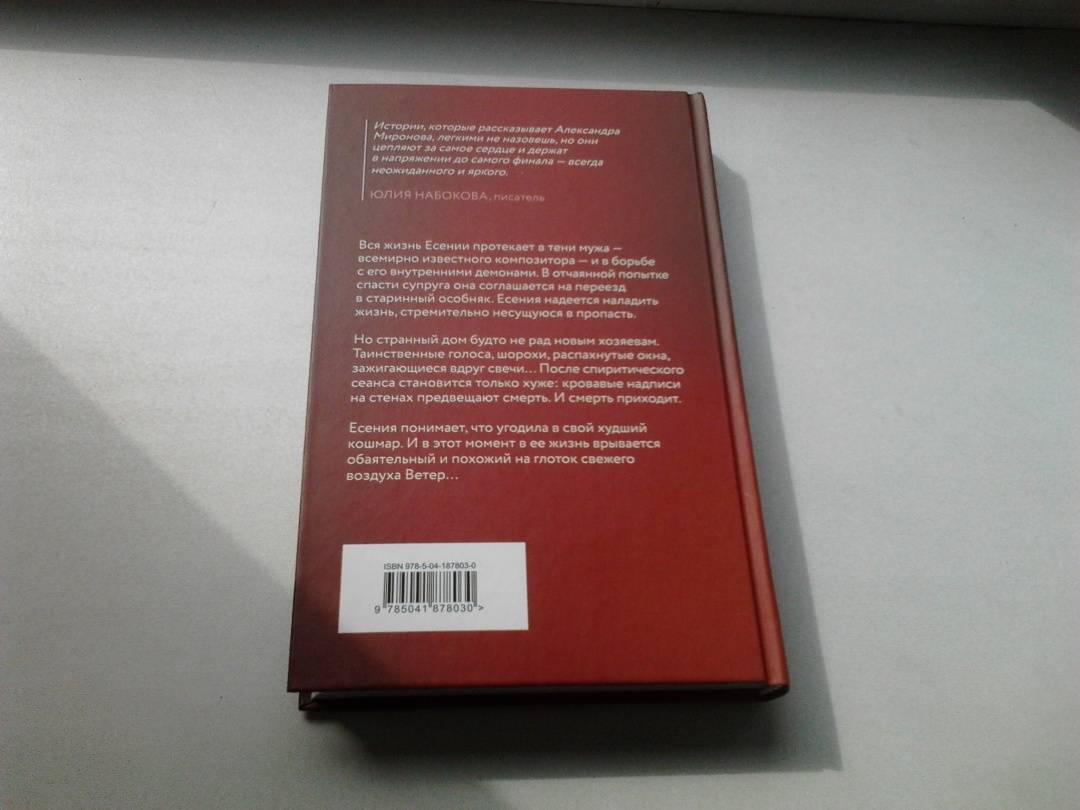 Истории, которые рассказывает Александра
Миронова, легкими не назовешь, но они
цепляют за самое сердце и держат
в напряжении до самого финала — всегда
неожиданного и яркого.
ЮЛИЯ НАБОКОВА, писатель
Вся жизнь Есении протекает в тени мужа —
всемирно известного композитора — и в борьбе
с его внутренними демонами. В отчаянной попытке
спасти супруга она соглашается на переезд
в старинный особняк. Есения надеется наладить
жизнь, стремительно несущуюся в пропасть.
Но странный дом будто не рад новым хозяевам.
Таинственные голоса, шорохи, распахнутые окна,
зажигающиеся вдруг свечи... После спиритического
сеанса становится только хуже: кровавые надписи
на стенах предвещают смерть. И смерть приходит.
Есения понимает, что угодила в свой худший
кошмар. И в этот момент в ее жизнь врывается
обаятельный и похожий на глоток свежего
воздуха Ветер...
ISBN 978-5-04-187803-0
9 785041 878030 >